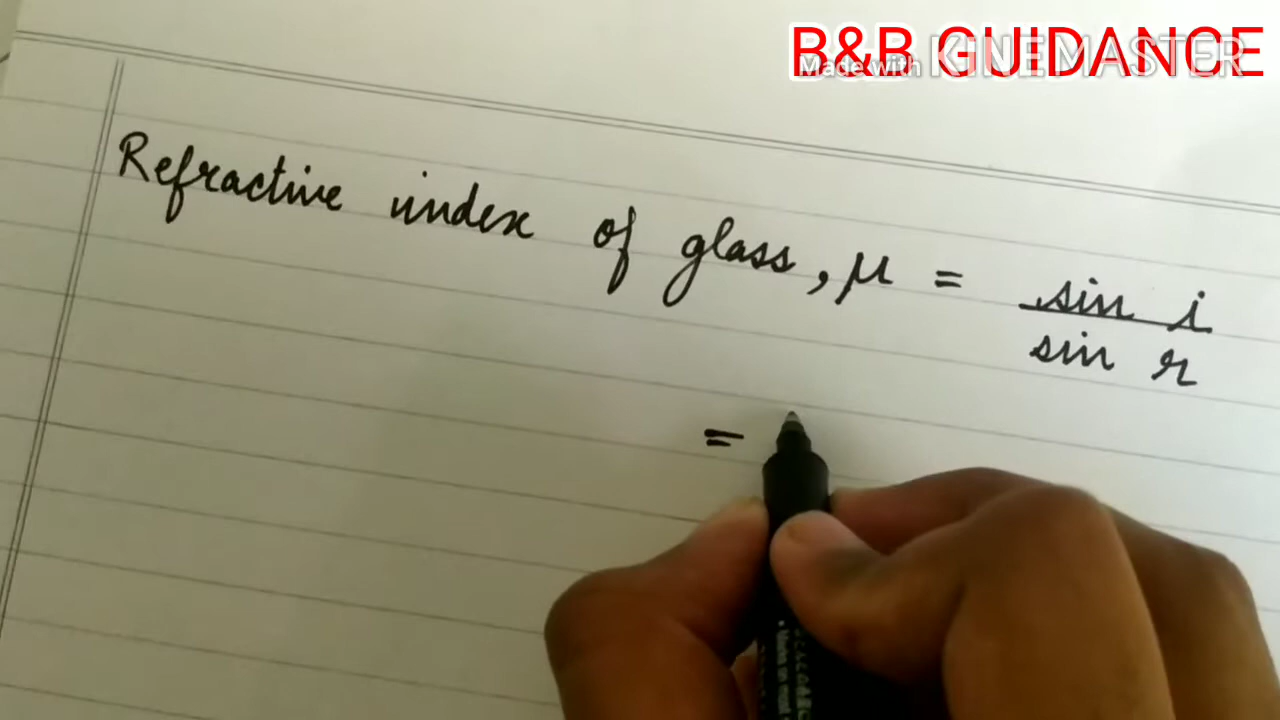 B&B GUIDANCE
Made with KINEMASTER
Refractive index of glass, μ = sin i
sin r
=